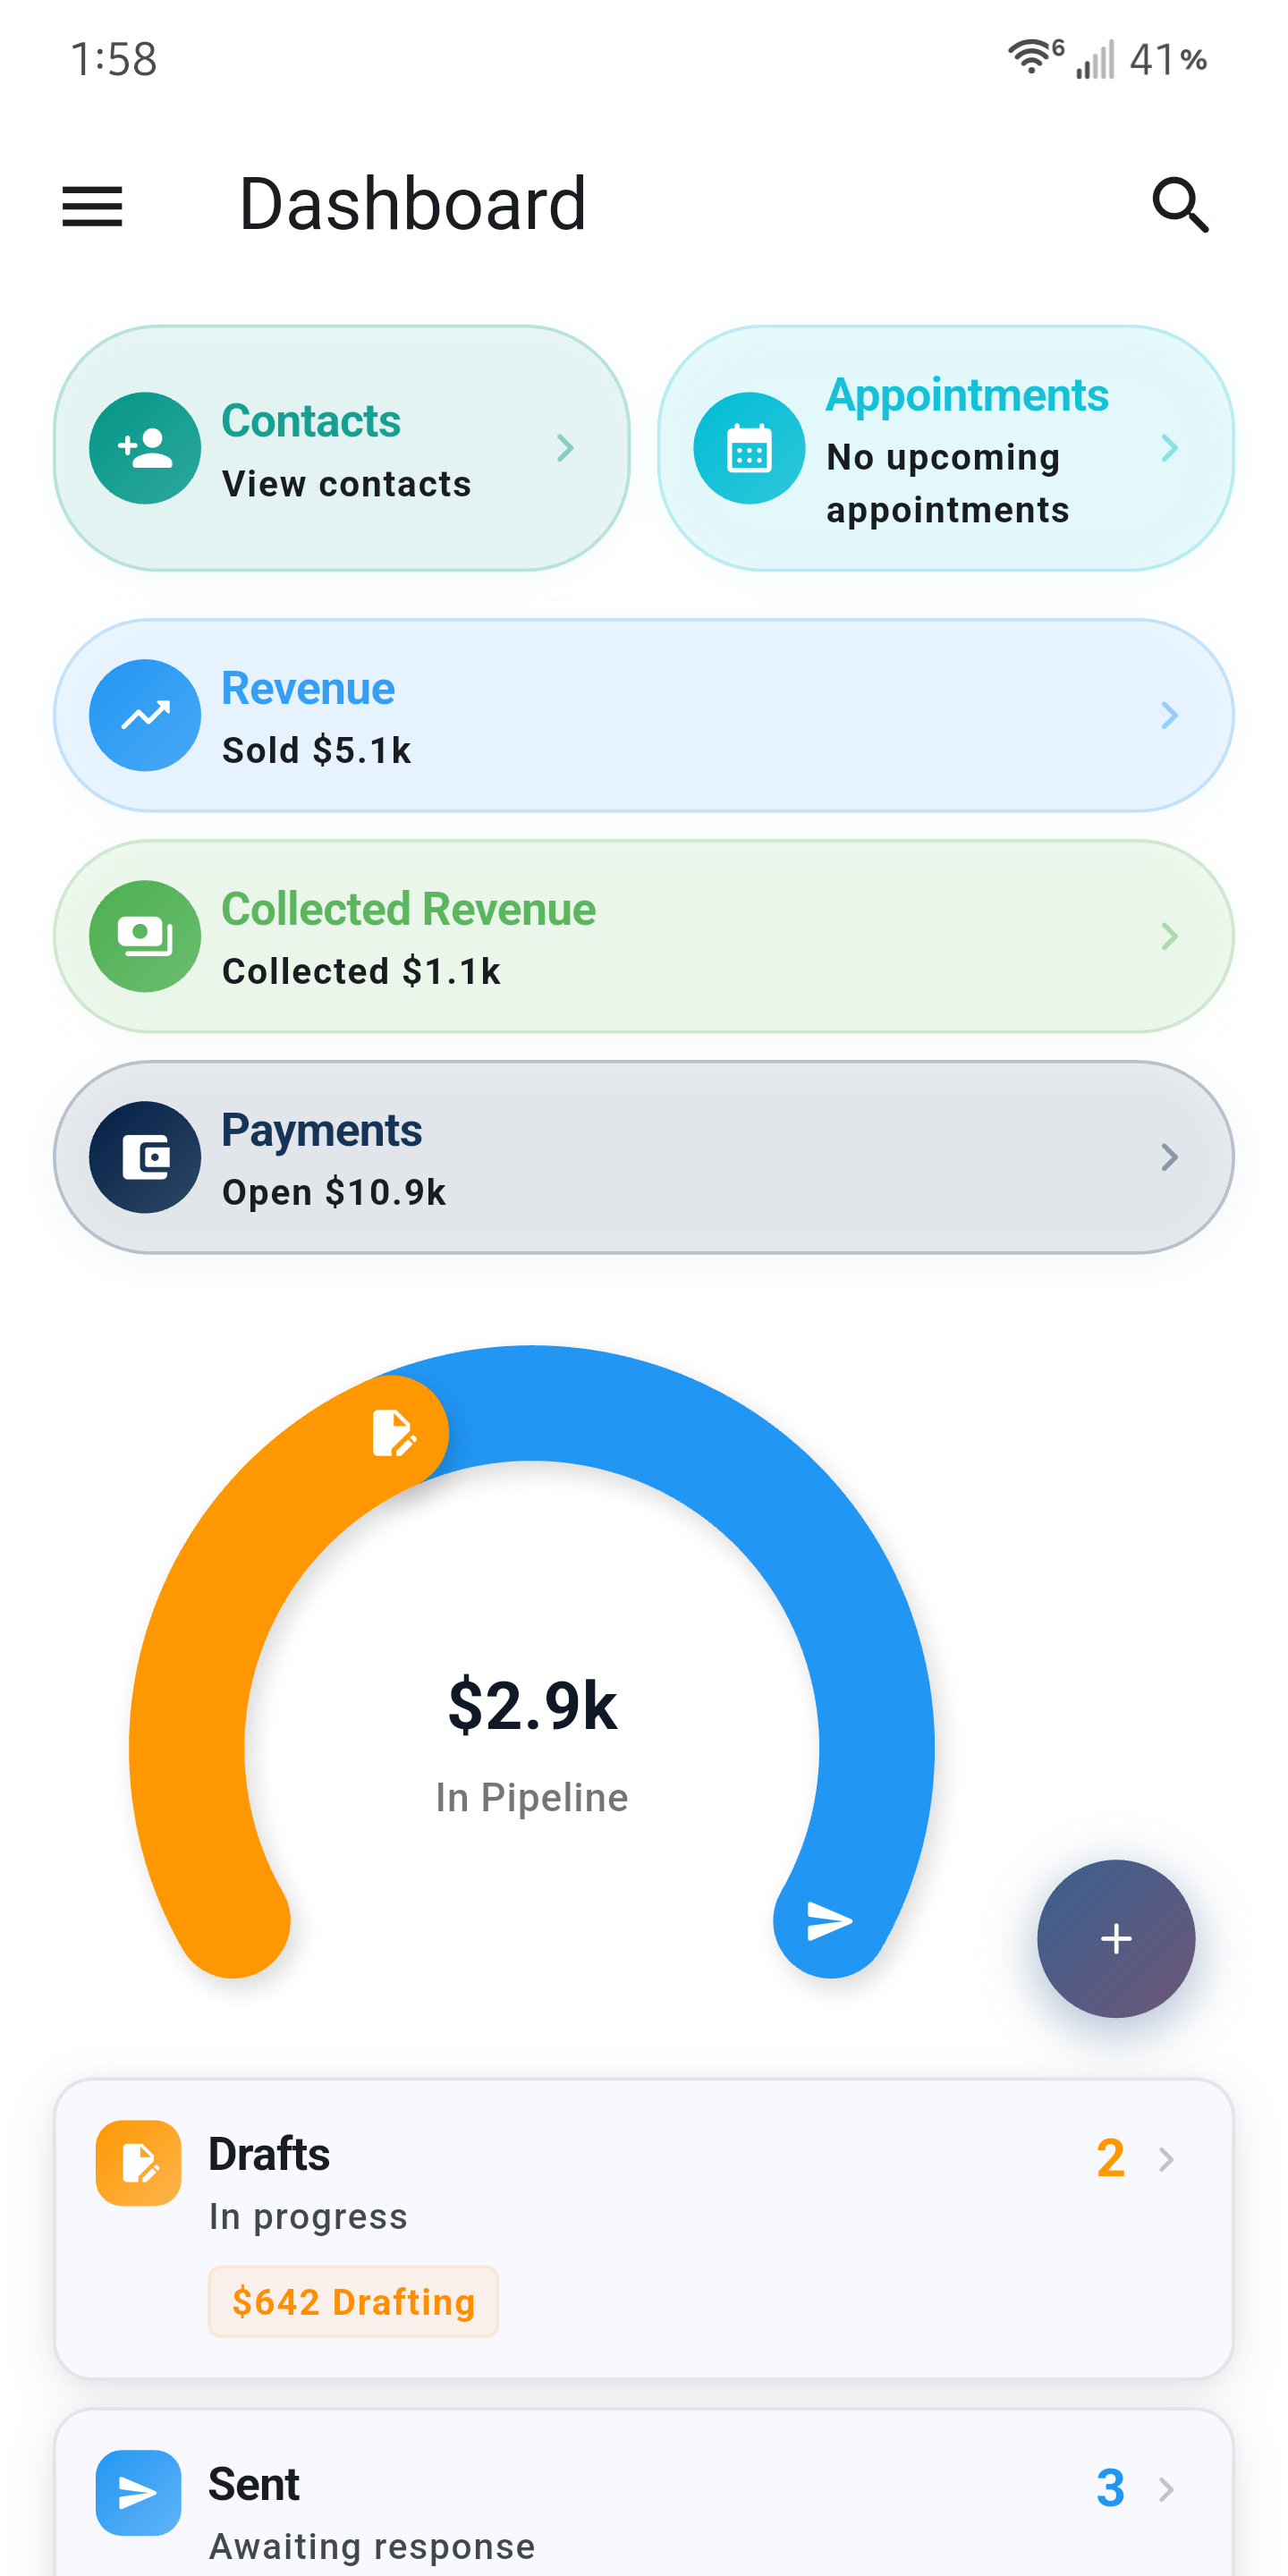 1:58
6 41%
Dashboard
Contacts
View contacts
Appointments
No upcoming
appointments
Revenue
Sold $5.1k
Collected Revenue
Collected $1.1k
Payments
Open $10.9k
$2.9k
In Pipeline
Drafts
2
In progress
$642 Drafting
Sent
3
Awaiting response